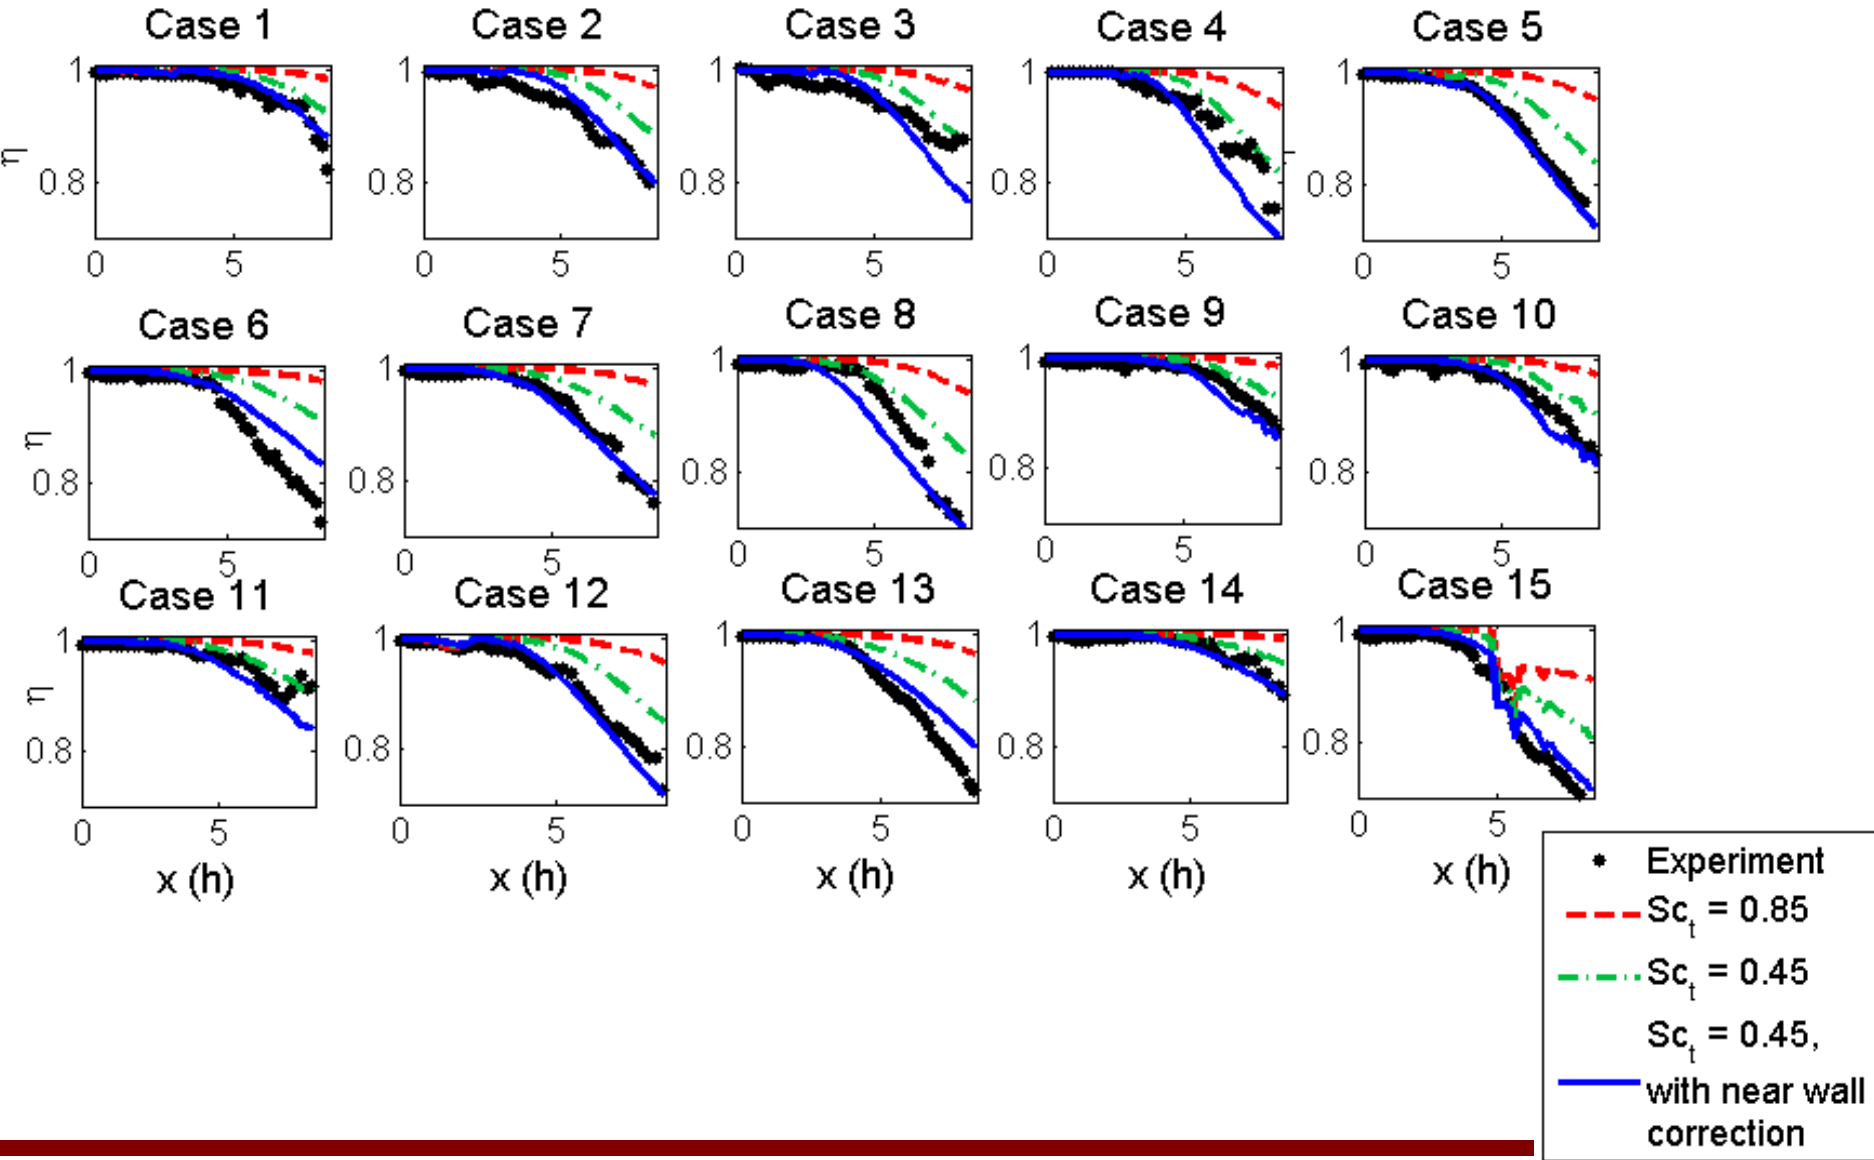 Case 1 Case 2 Case 3 Case 4 Case 5
1 1 1 1 1
η
0.8 0.8 0.8 0.8 0.8
0 5 0 5 0 5 0 5 0 5
Case 6 Case 7 Case 8 Case 9 Case 10
1 1 1 1 1
η
0.8 0.8 0.8 0.8 0.8
0 5 0 5 0 5 0 5 0 5
Case 11 Case 12 Case 13 Case 14 Case 15
1 1 1 1 1
η
0.8 0.8 0.8 0.8 0.8
0 5 0 5 0 5 0 5 0 5
x (h) x (h) x (h) x (h) x (h)
Experiment
Sc_t = 0.85
Sc_t = 0.45
Sc_t = 0.45,
with near wall
correction